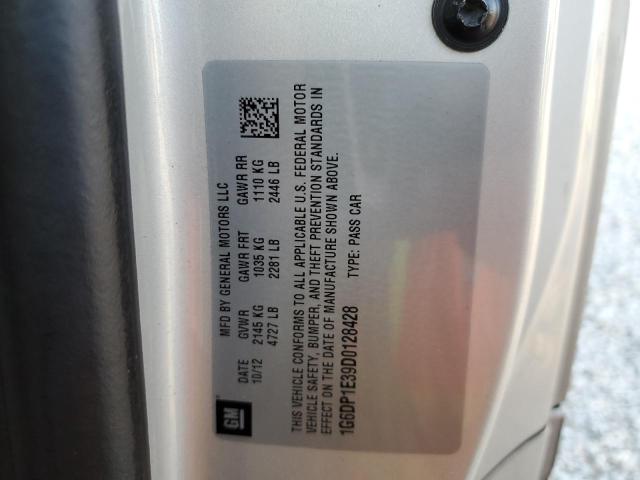 MFD BY GENERAL MOTORS LLC
DATE GVWR GAWR FRT GAWR RR
10/12 2145 KG 1035 KG 1110 KG
4727 LB 2281 LB 2446 LB
GM
THIS VEHICLE CONFORMS TO ALL APPLICABLE U.S. FEDERAL MOTOR
VEHICLE SAFETY, BUMPER, AND THEFT PREVENTION STANDARDS IN
EFFECT ON THE DATE OF MANUFACTURE SHOWN ABOVE.
1G6DP1E39D0128428 TYPE: PASS CAR